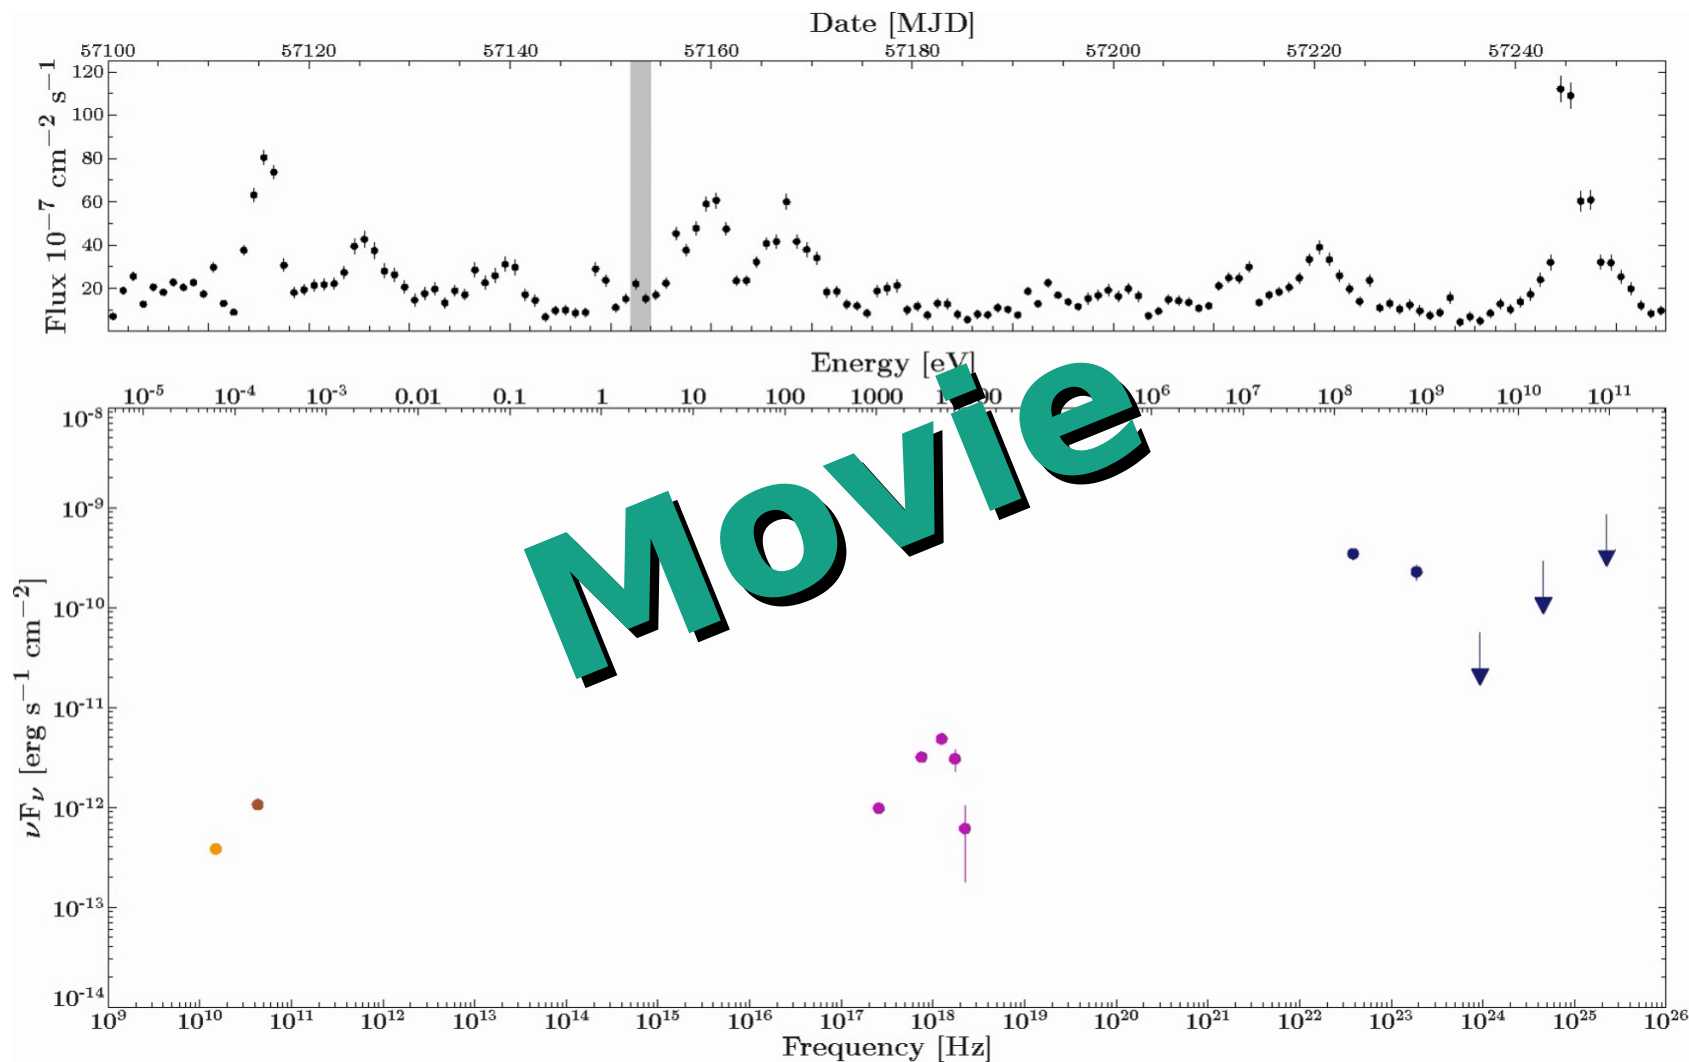 Date [MJD]
57100 57120 57140 57160 57180 57200 57220 57240
120
100
80
60
40
20
Flux 10⁻⁷ cm⁻² s⁻¹
Energy [eV]
10⁻⁵ 10⁻⁴ 10⁻³ 0.01 0.1 1 10 100 1000 10⁶ 10⁷ 10⁸ 10⁹ 10¹⁰ 10¹¹
Movie
10⁻⁸
10⁻⁹
10⁻¹⁰
10⁻¹¹
10⁻¹²
10⁻¹³
10⁻¹⁴
νFν [erg s⁻¹ cm⁻²]
10⁹ 10¹⁰ 10¹¹ 10¹² 10¹³ 10¹⁴ 10¹⁵ 10¹⁶ 10¹⁷ 10¹⁸ 10¹⁹ 10²⁰ 10²¹ 10²² 10²³ 10²⁴ 10²⁵ 10²⁶
Frequency [Hz]